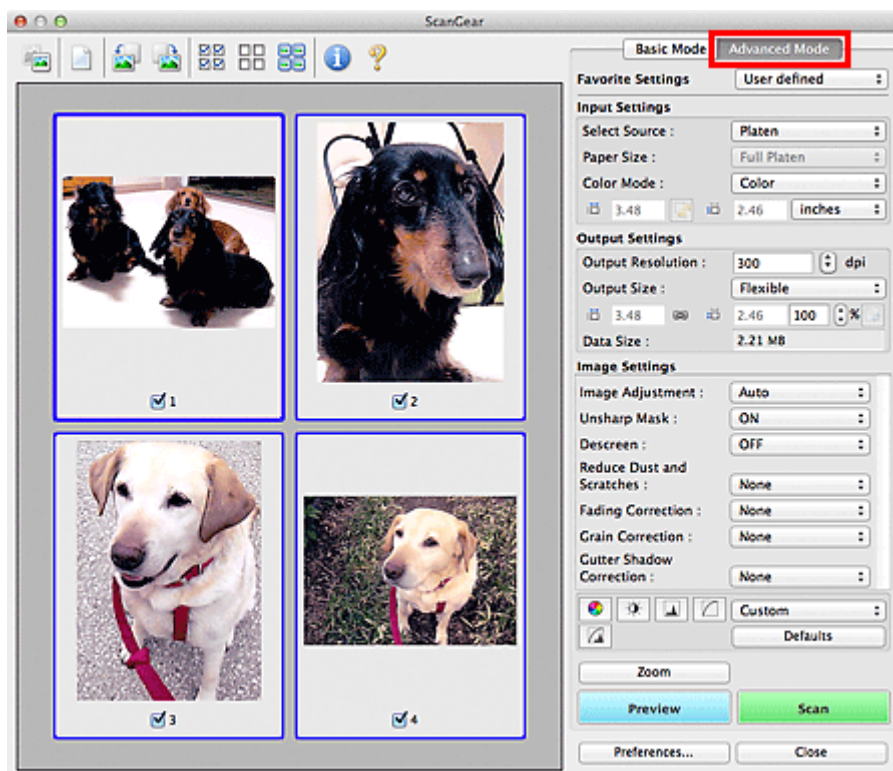 ScanGear
Basic Mode Advanced Mode
Favorite Settings User defined
Input Settings
Select Source : Platen
Paper Size : Full Platen
Color Mode : Color
3.48 2.46 inches
Output Settings
Output Resolution : 300 dpi
Output Size : Flexible
3.48 2.46 100 %
Data Size : 2.21 MB
Image Settings
Image Adjustment : Auto
Unsharp Mask : ON
Descreen : OFF
Reduce Dust and
Scratches : None
Fading Correction : None
Grain Correction : None
Gutter Shadow
Correction : None
Custom
Defaults
Zoom
Preview Scan
Preferences... Close
1
2
3
4